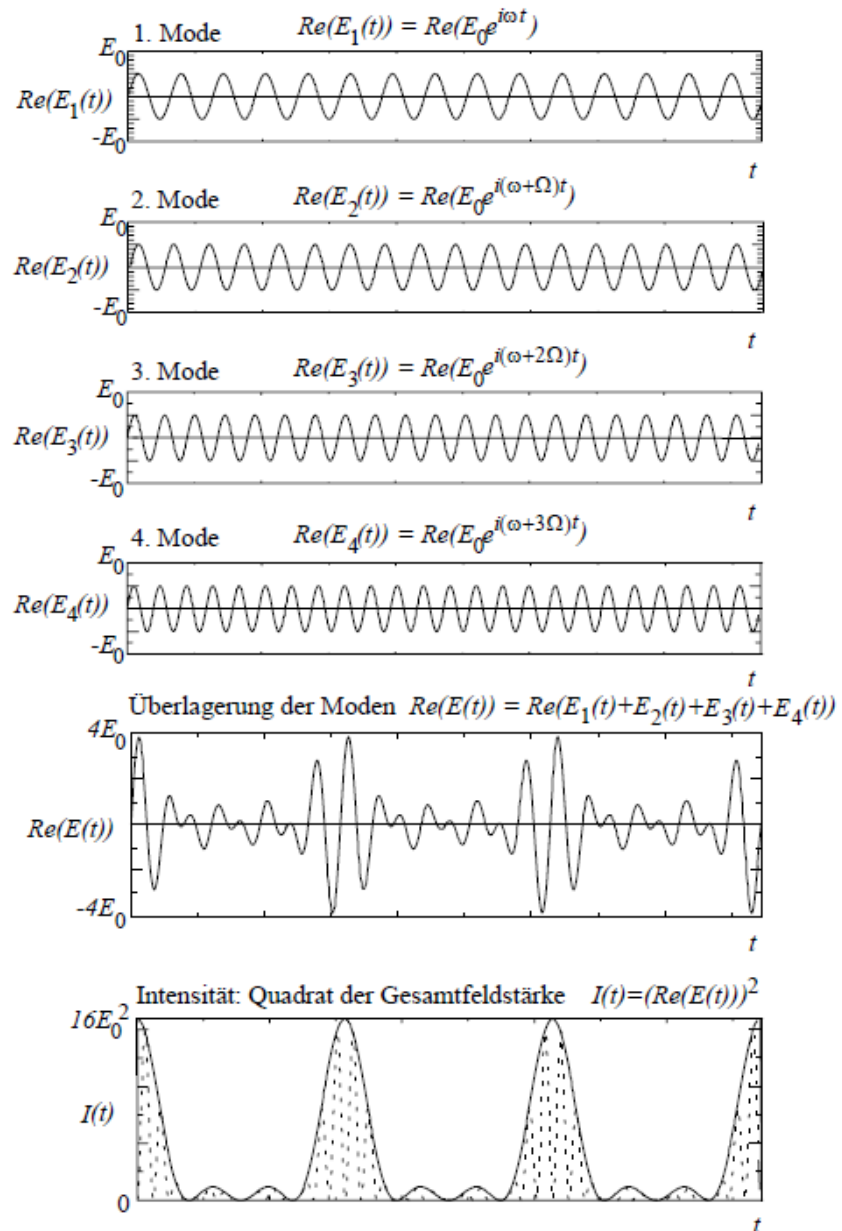 1. Mode Re(E₁(t)) = Re(E₀e^{iωt})
E₀
Re(E₁(t))
-E₀
t
2. Mode Re(E₂(t)) = Re(E₀e^{i(ω+Ω)t})
E₀
Re(E₂(t))
-E₀
t
3. Mode Re(E₃(t)) = Re(E₀e^{i(ω+2Ω)t})
E₀
Re(E₃(t))
-E₀
t
4. Mode Re(E₄(t)) = Re(E₀e^{i(ω+3Ω)t})
E₀
Re(E₄(t))
-E₀
t
Überlagerung der Moden Re(E(t)) = Re(E₁(t)+E₂(t)+E₃(t)+E₄(t))
4E₀
Re(E(t))
-4E₀
t
Intensität: Quadrat der Gesamtfeldstärke I(t)=(Re(E(t)))²
16E₀²
I(t)
0
t